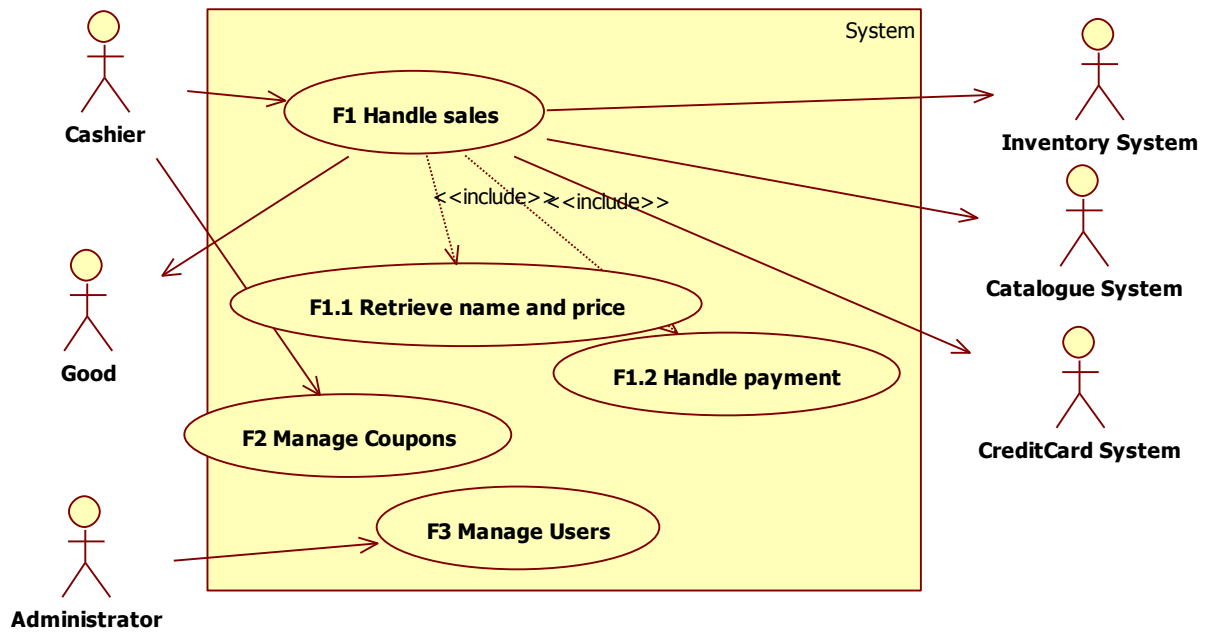 System
Cashier
F1 Handle sales
Inventory System
<<include>>
<<include>>
Catalogue System
F1.1 Retrieve name and price
Good
F1.2 Handle payment
F2 Manage Coupons
CreditCard System
F3 Manage Users
Administrator